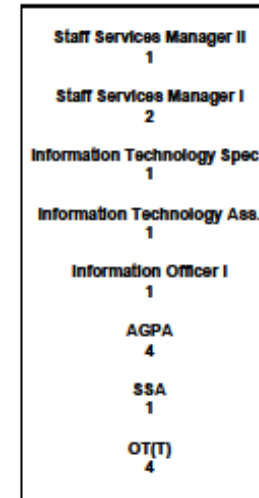 Staff Services Manager II
1
Staff Services Manager I
2
Information Technology Spec.
1
Information Technology Ass.
1
Information Officer I
1
AGPA
4
SSA
1
OT(T)
4